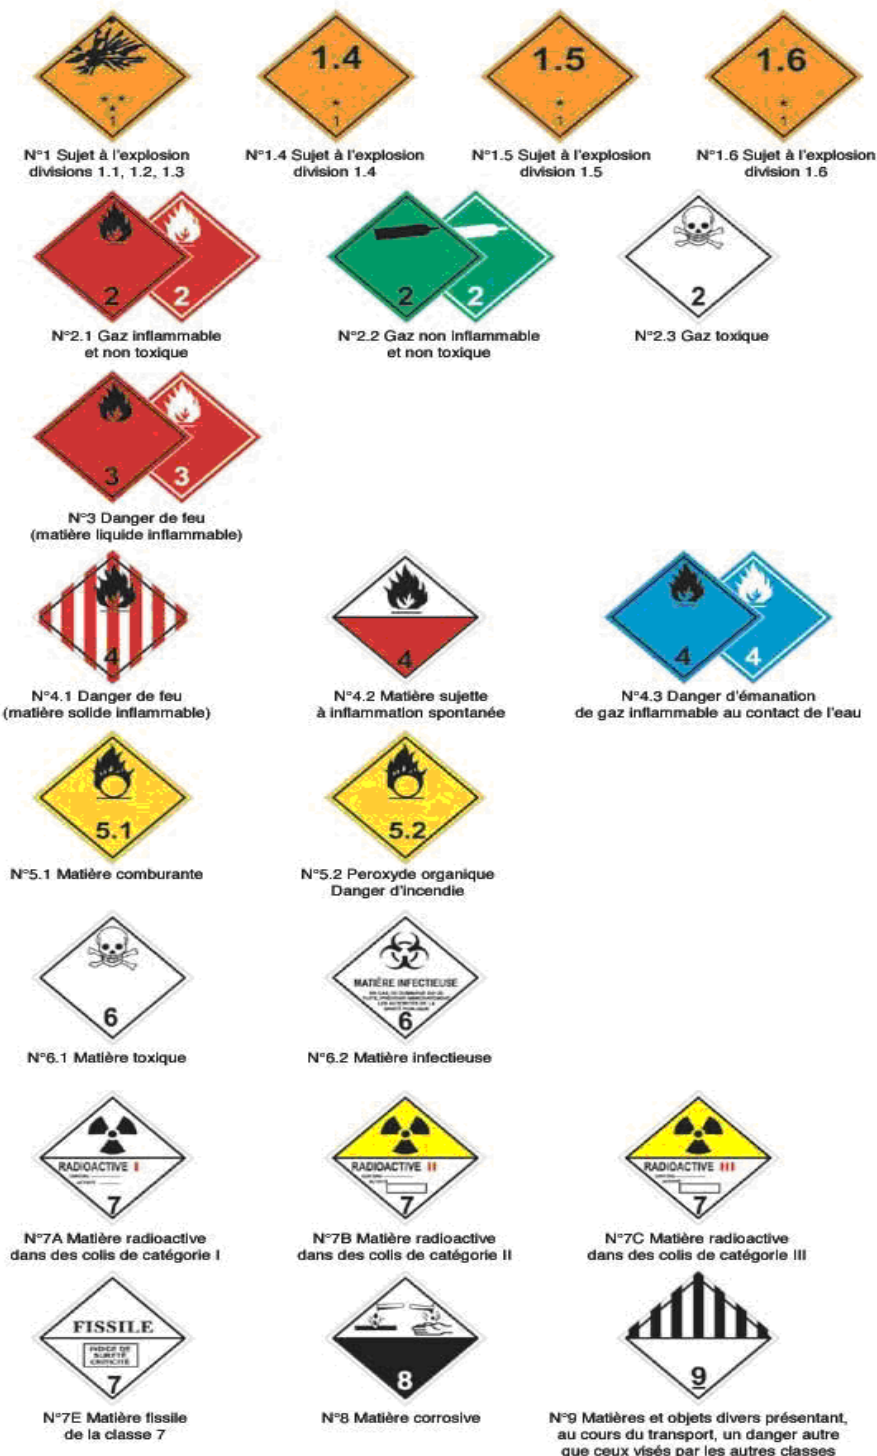 1
1.4
1
1.5
1
1.6
1
N°1 Sujet à l'explosion
divisions 1.1, 1.2, 1.3
N°1.4 Sujet à l'explosion
division 1.4
N°1.5 Sujet à l'explosion
division 1.5
N°1.6 Sujet à l'explosion
division 1.6
2
2
2
2
2
N°2.1 Gaz inflammable
et non toxique
N°2.2 Gaz non inflammable
et non toxique
N°2.3 Gaz toxique
3
3
N°3 Danger de feu
(matière liquide inflammable)
4
4
4
4
N°4.1 Danger de feu
(matière solide inflammable)
N°4.2 Matière sujette
à inflammation spontanée
N°4.3 Danger d'émanation
de gaz inflammable au contact de l'eau
5.1
5.2
N°5.1 Matière comburante
N°5.2 Peroxyde organique
Danger d'incendie
6
MATIÈRE INFECTIEUSE
6
N°6.1 Matière toxique
N°6.2 Matière infectieuse
RADIOACTIVE I
7
RADIOACTIVE II
7
RADIOACTIVE III
7
N°7A Matière radioactive
dans des colis de catégorie I
N°7B Matière radioactive
dans des colis de catégorie II
N°7C Matière radioactive
dans des colis de catégorie III
FISSILE
INDICE DE
SURETÉ
CRITICITÉ
7
8
9
N°7E Matière fissile
de la classe 7
N°8 Matière corrosive
N°9 Matières et objets divers présentant,
au cours du transport, un danger autre
que ceux visés par les autres classes